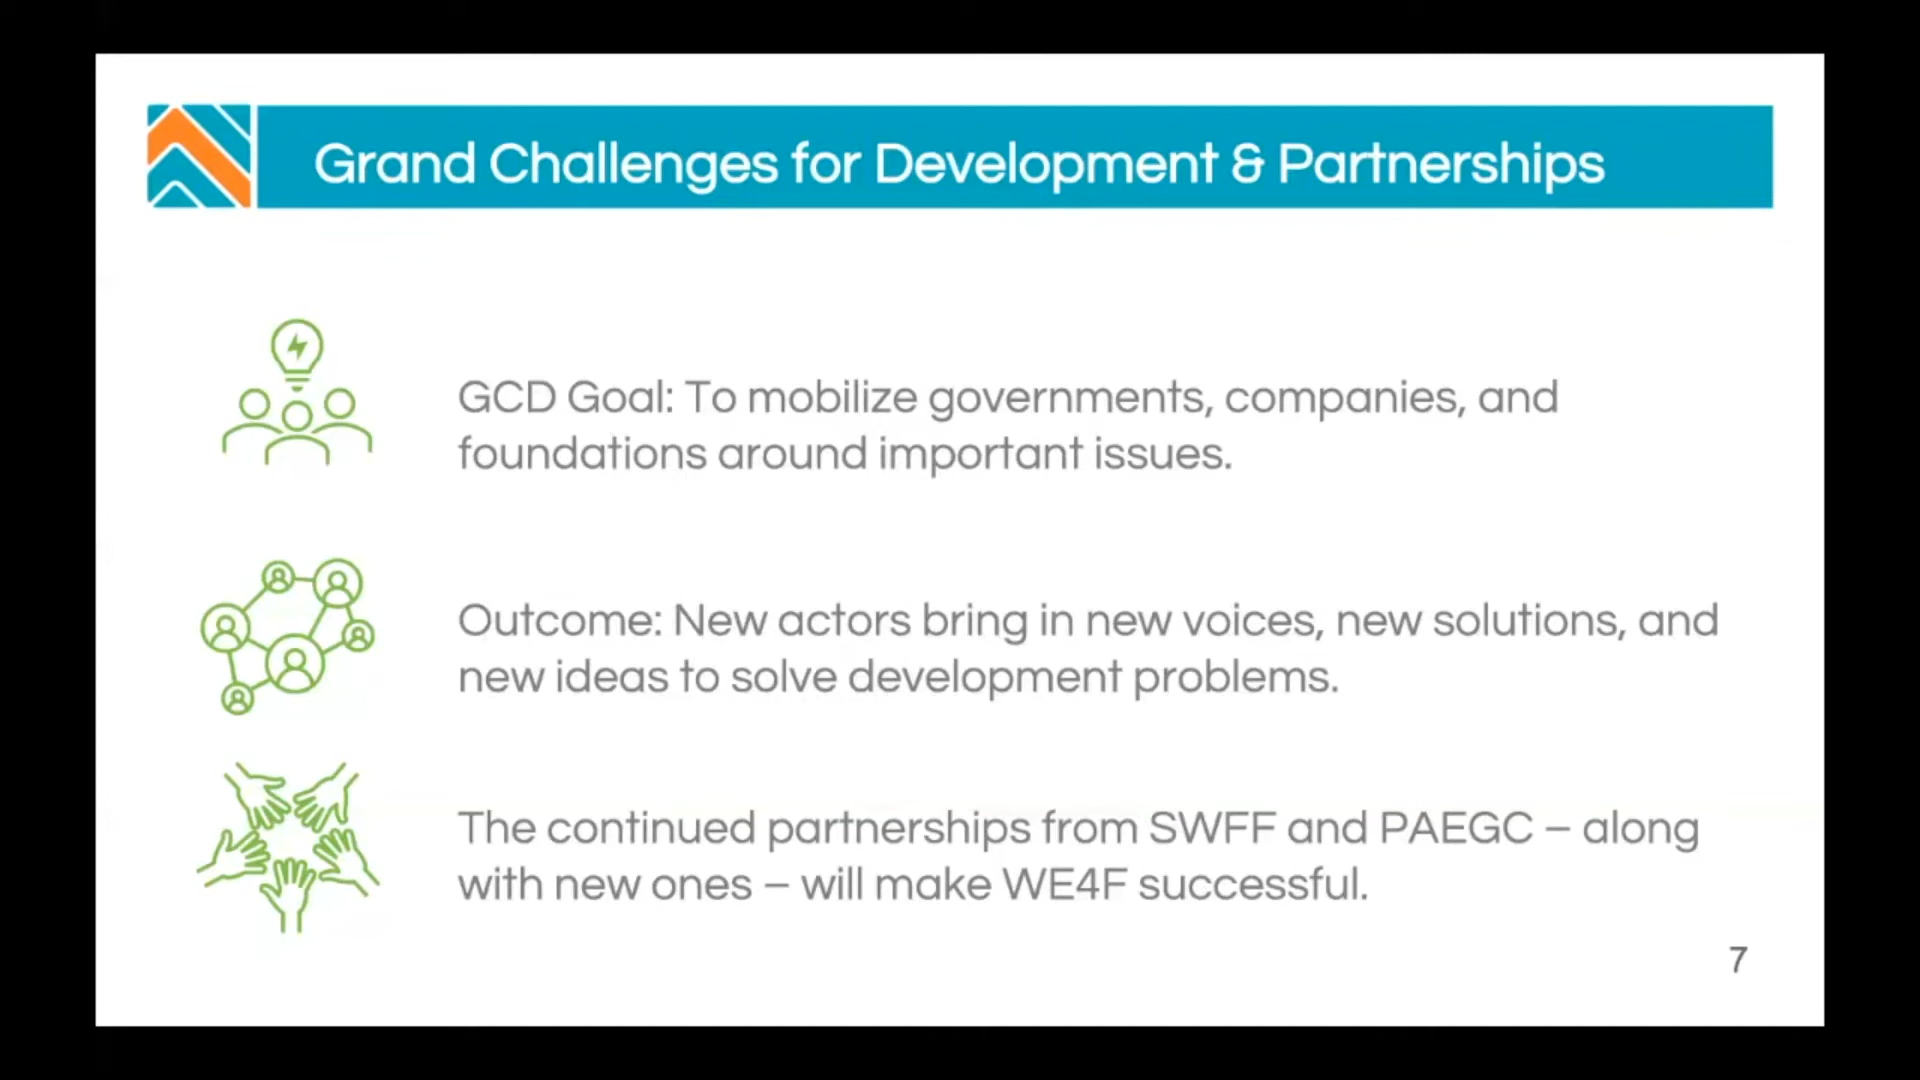 Grand Challenges for Development & Partnerships
GCD Goal: To mobilize governments, companies, and
foundations around important issues.
Outcome: New actors bring in new voices, new solutions, and
new ideas to solve development problems.
The continued partnerships from SWFF and PAEGC – along
with new ones – will make WE4F successful.
7